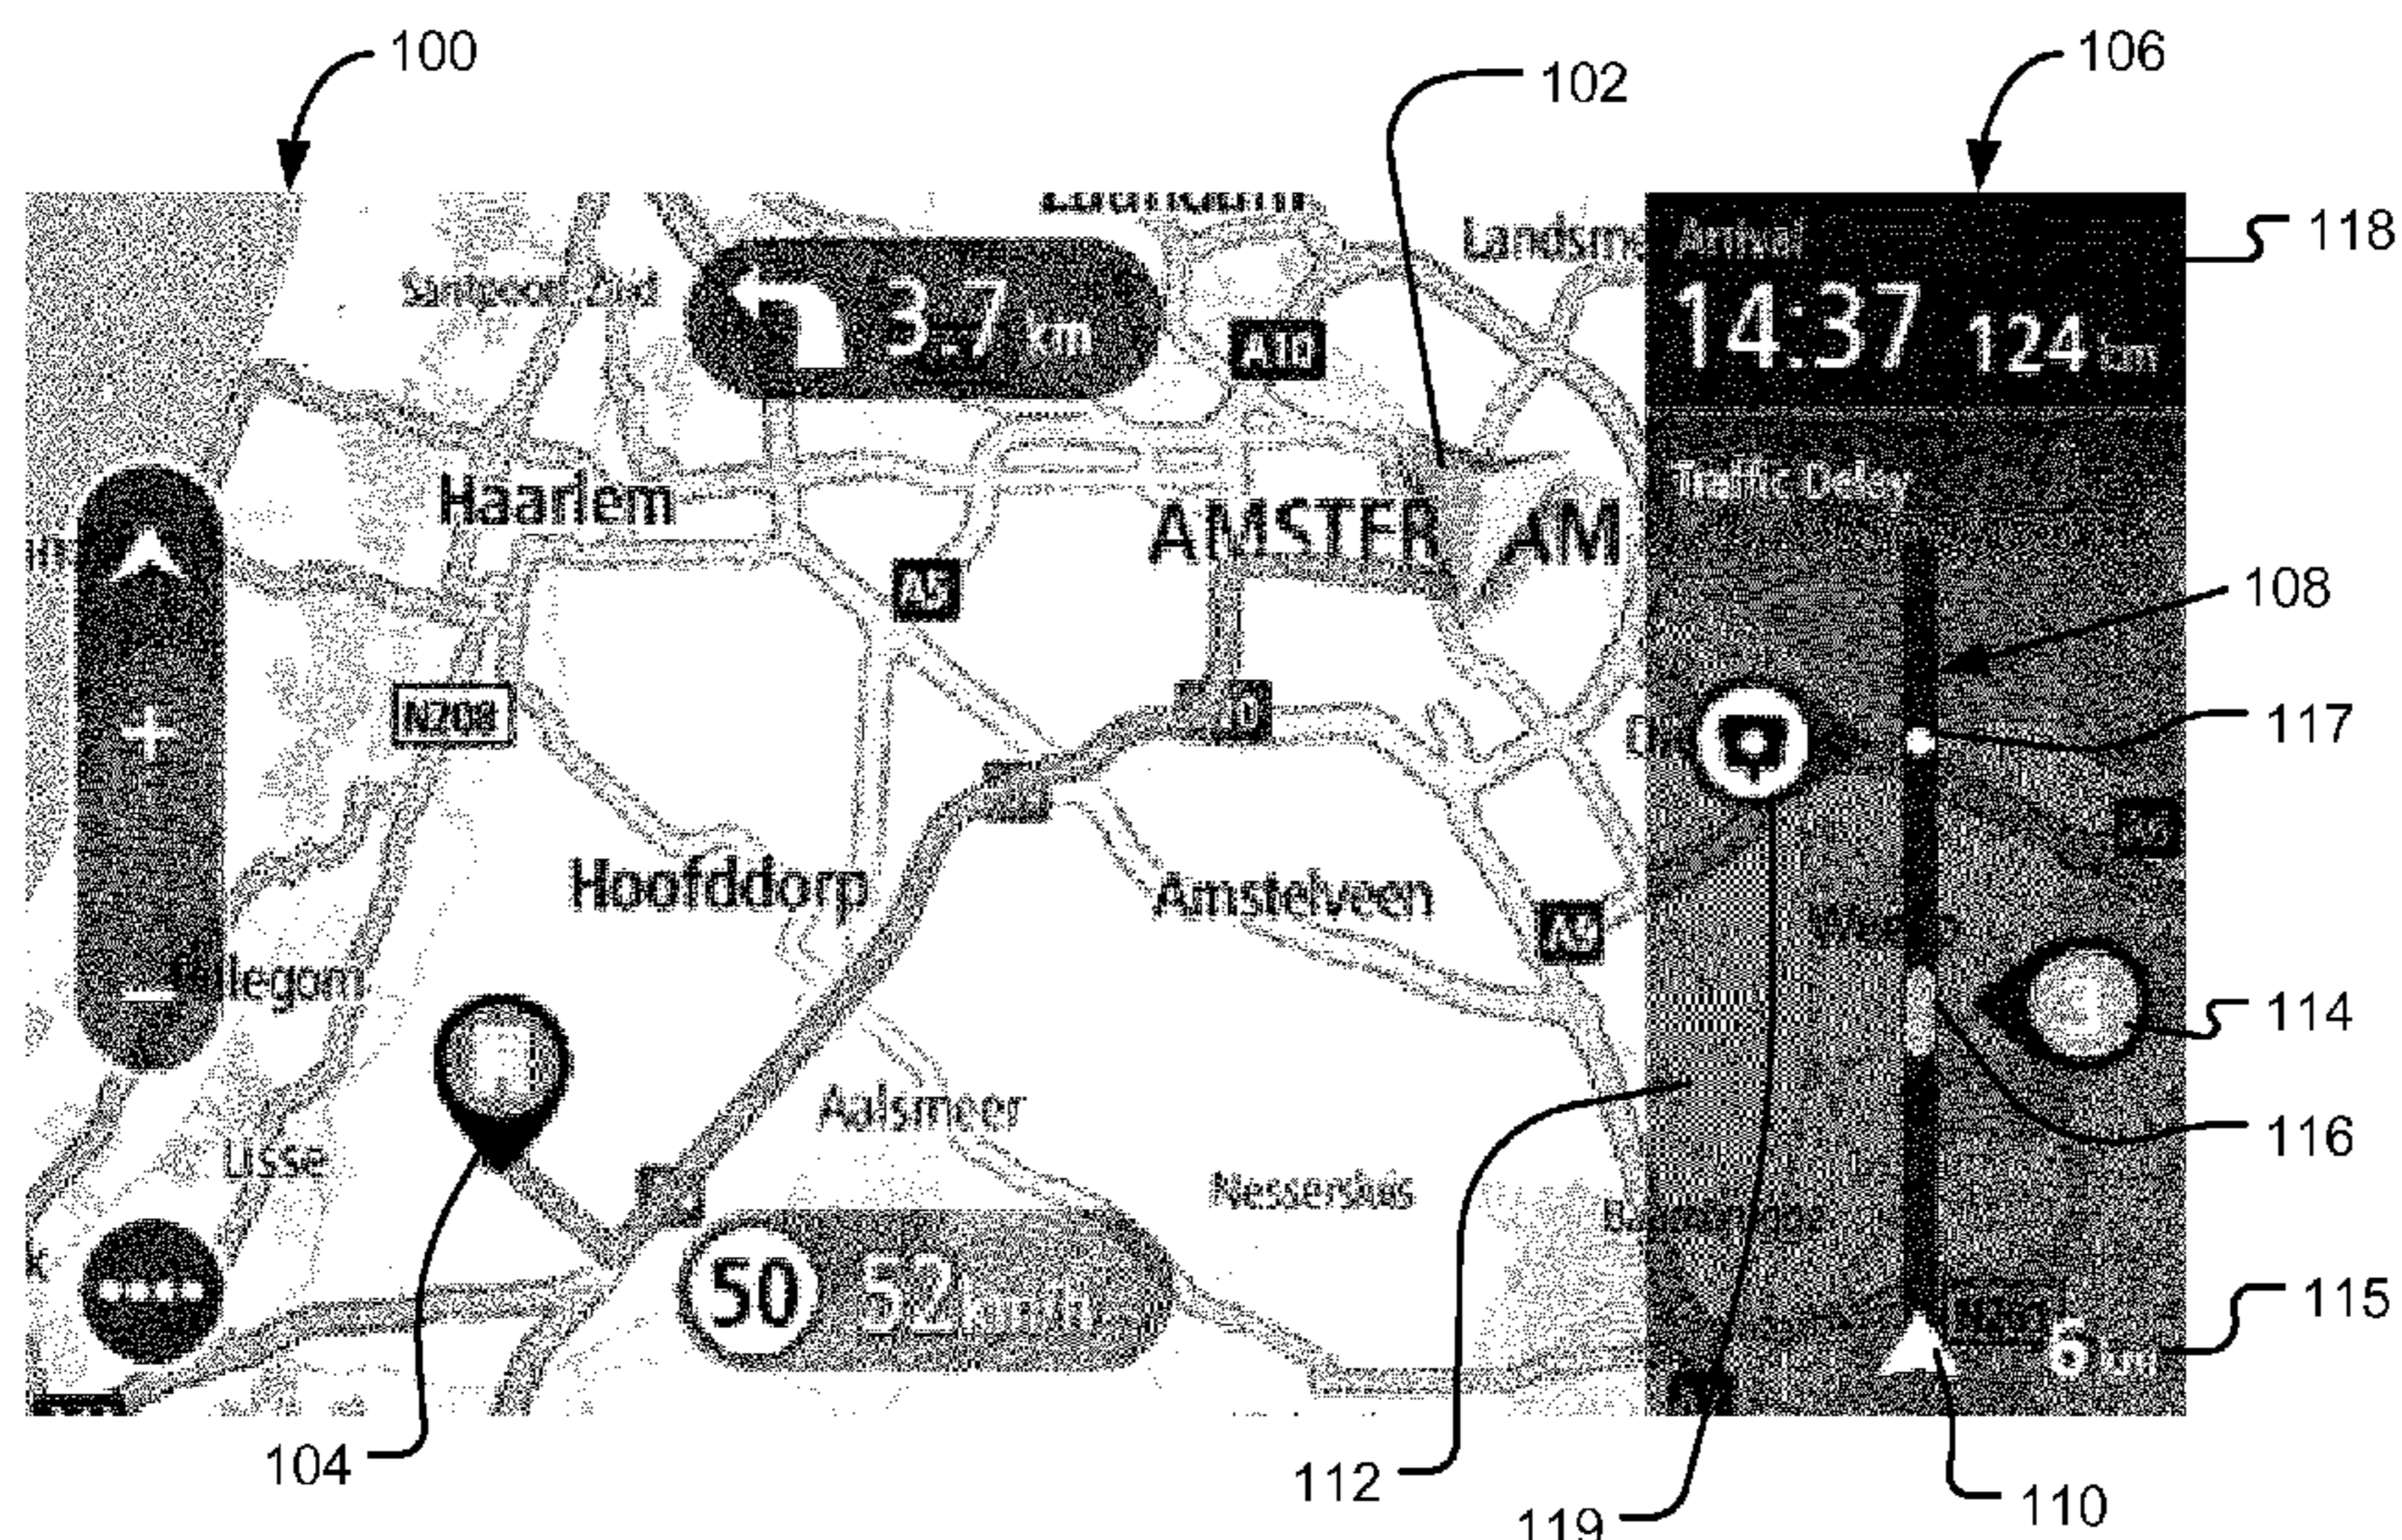 100
102
106
118
Arrival
14:37 124 km
3.7 km
A10
Santpoort-Zuid
Haarlem
AMSTER AM
Traffic Delay
A5
108
N208
117
Hoofddorp
Amstelveen
A9
114
Aalsmeer
116
Lisse
Nessersluis
50 52 km/h
115
6 km
104
112
119
110